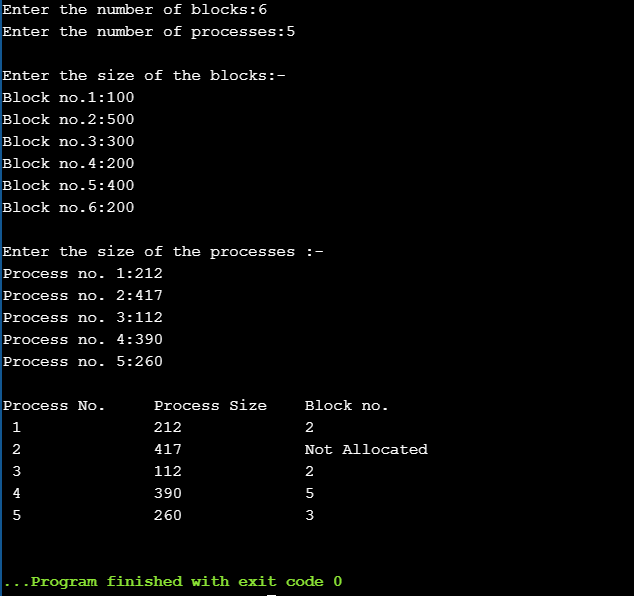 Enter the number of blocks:6
Enter the number of processes:5
Enter the size of the blocks:-
Block no.1:100
Block no.2:500
Block no.3:300
Block no.4:200
Block no.5:400
Block no.6:200
Enter the size of the processes :-
Process no. 1:212
Process no. 2:417
Process no. 3:112
Process no. 4:390
Process no. 5:260
Process No. Process Size Block no.
1 212 2
2 417 Not Allocated
3 112 2
4 390 5
5 260 3
...Program finished with exit code 0